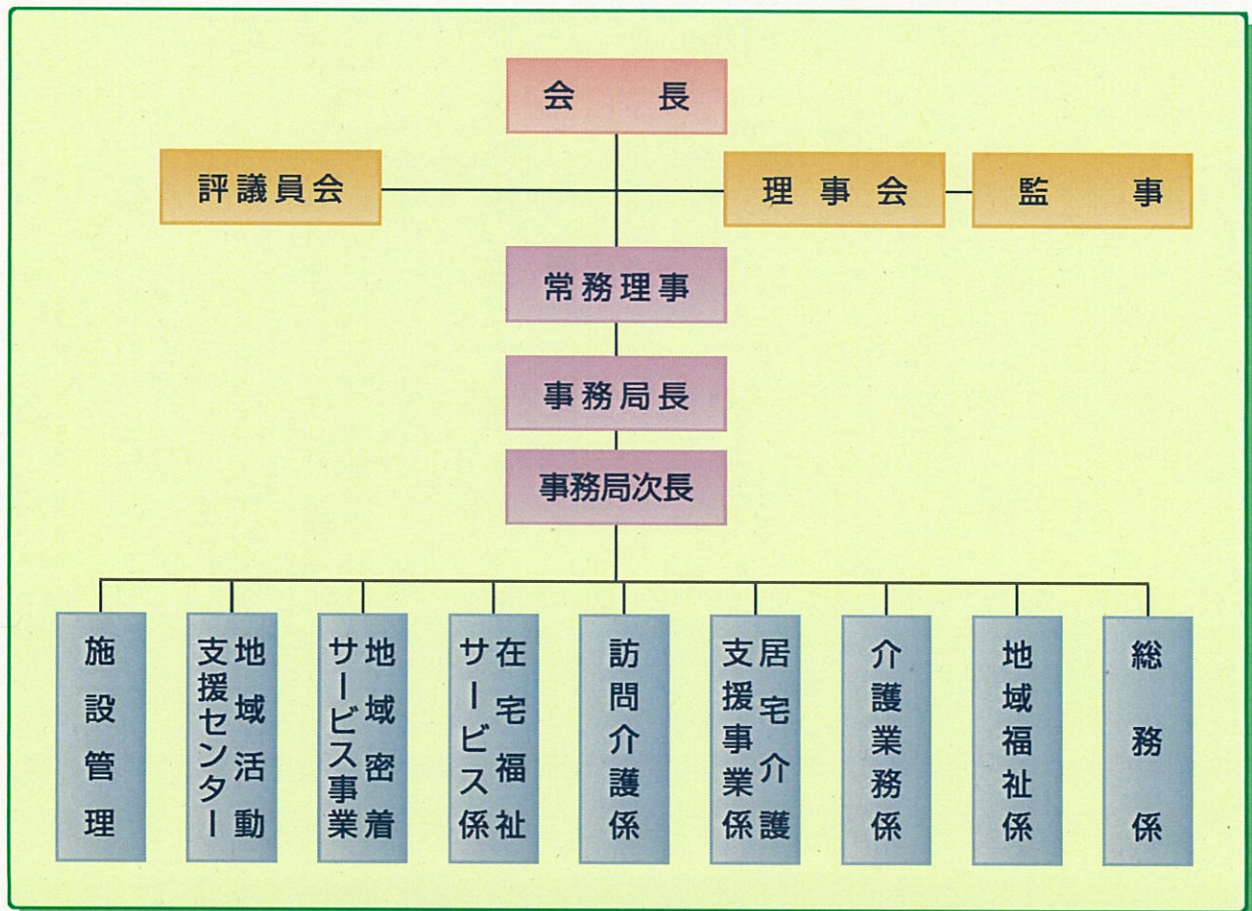 会長
評議員会
理事会
監事
常務理事
事務局長
事務局次長
施設管理
地域活動
支援センター
地域密着
サービス事業
在宅福祉
サービス係
訪問介護係
居宅介護
支援事業係
介護業務係
地域福祉係
総務係